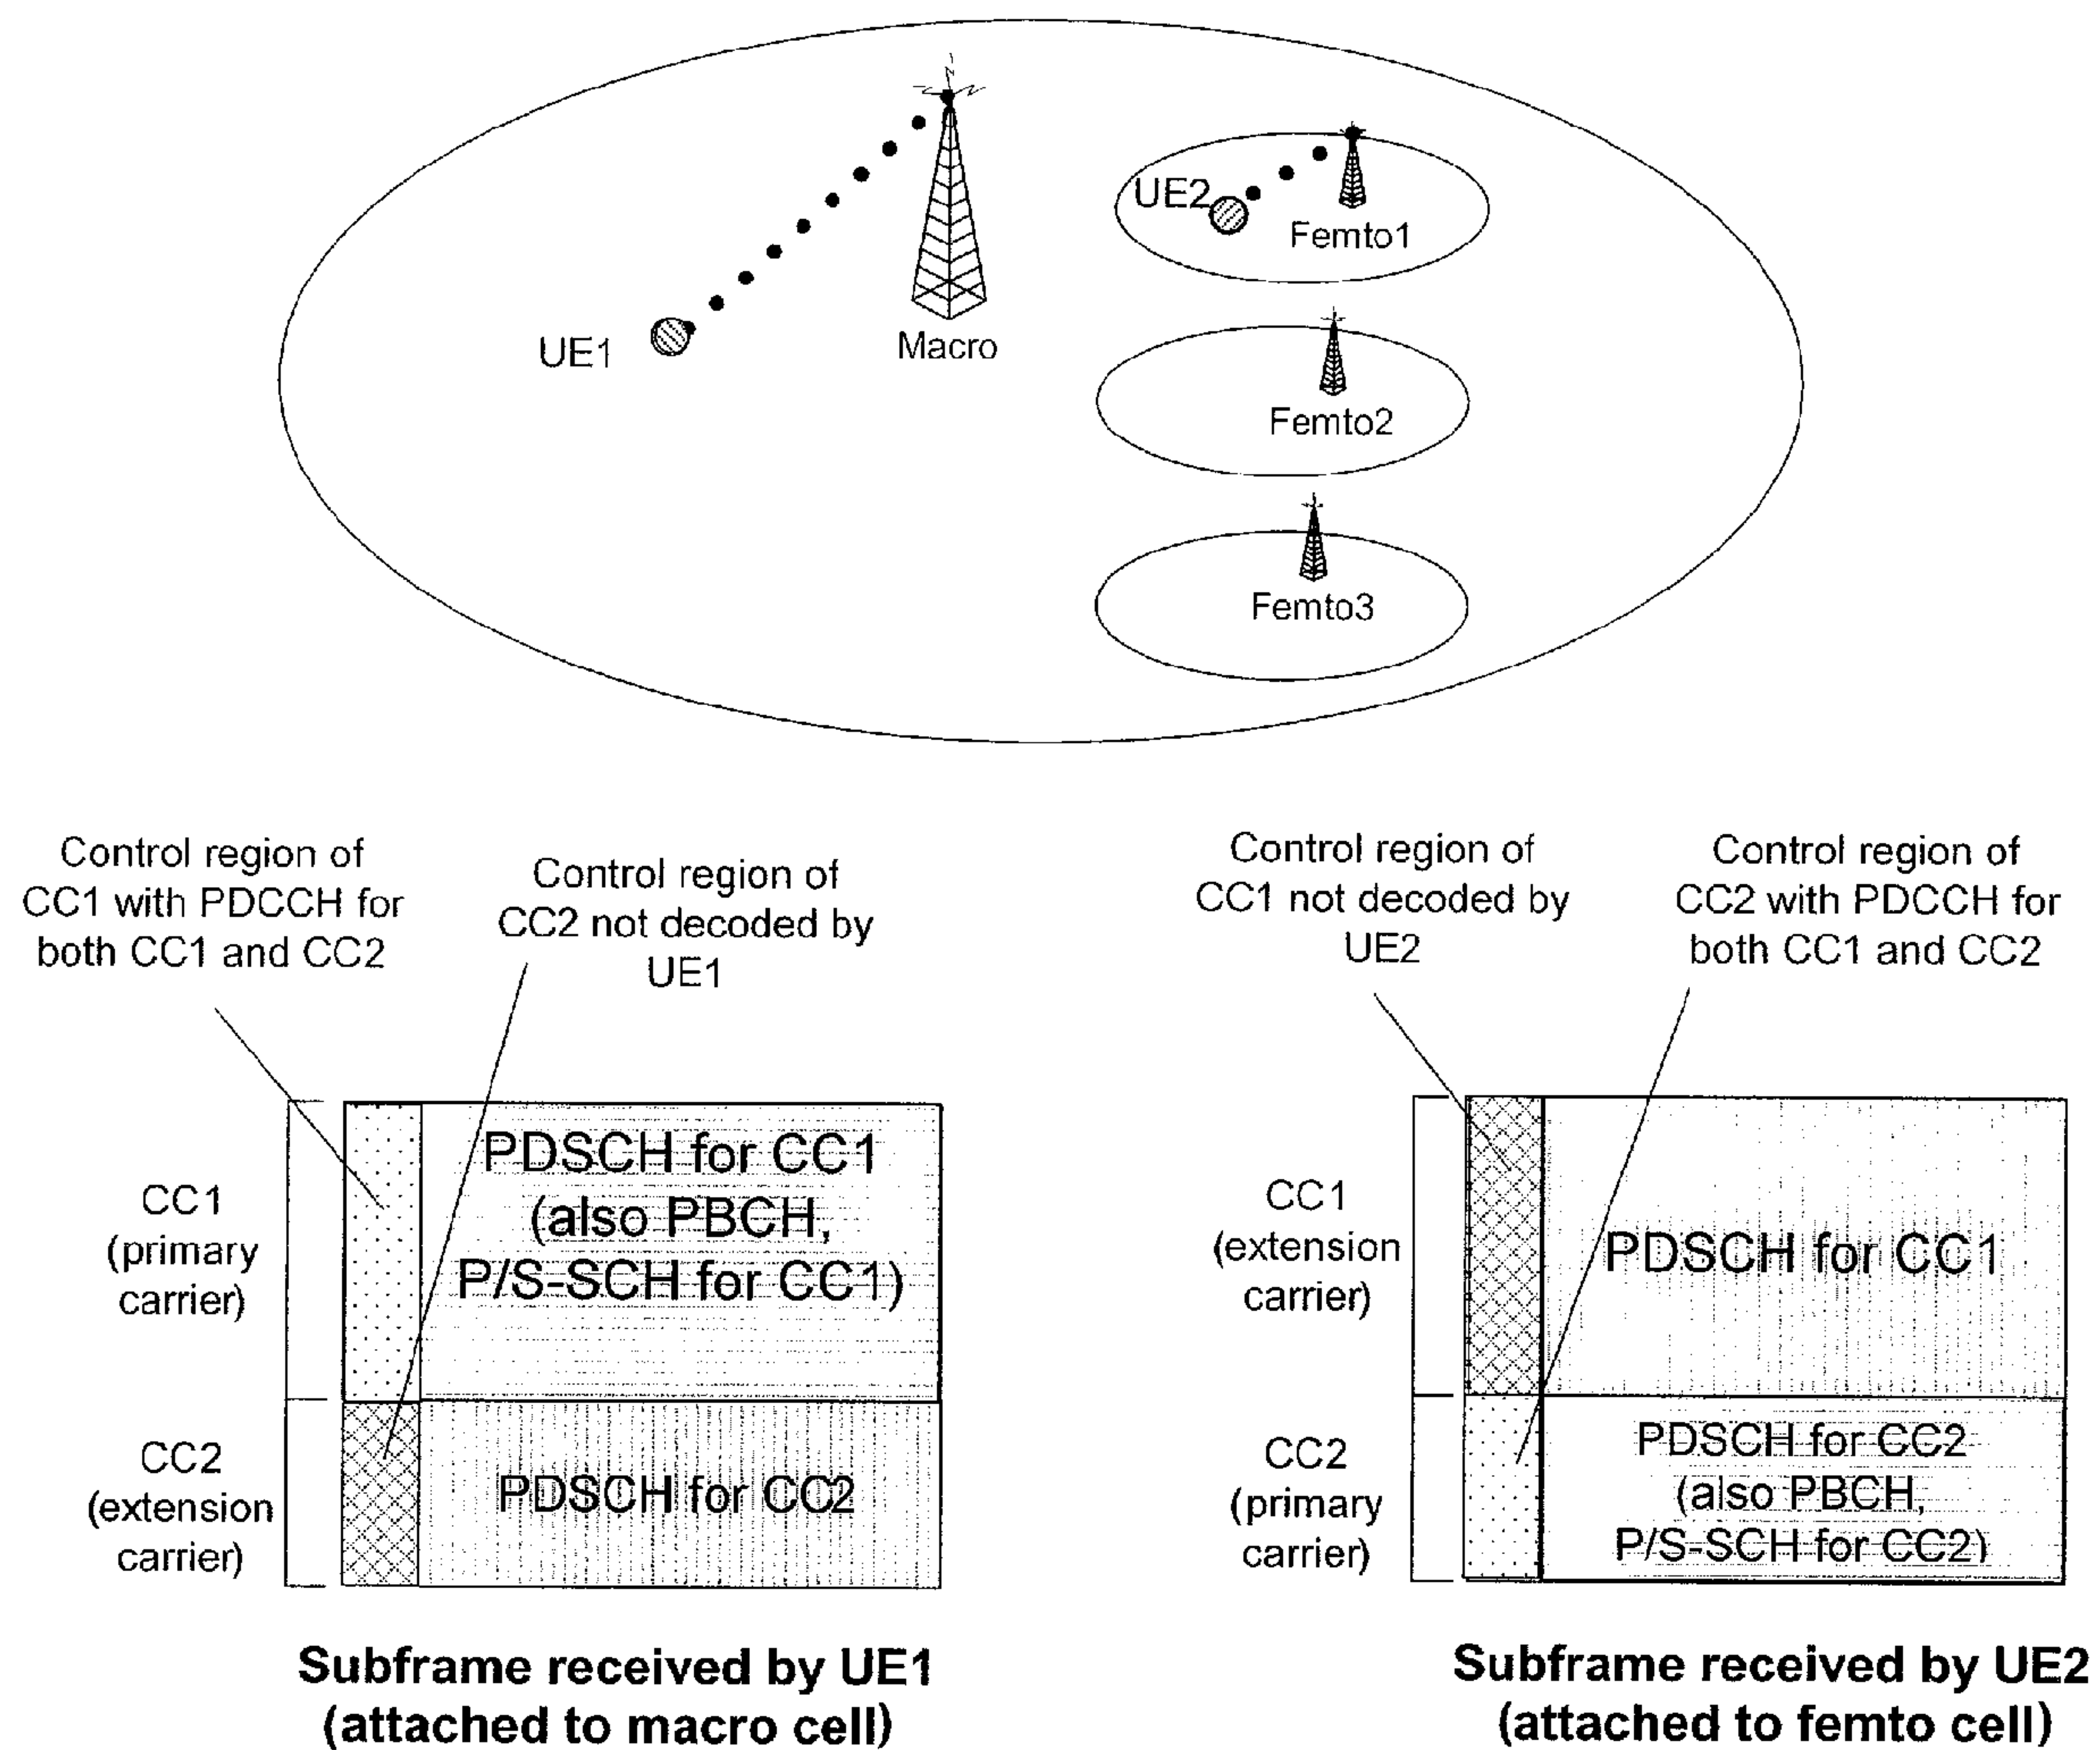 UE1
Macro
UE2
Femto1
Femto2
Femto3
Control region of
CC1 with PDCCH for
both CC1 and CC2
Control region of
CC2 not decoded by
UE1
Control region of
CC1 not decoded by
UE2
Control region of
CC2 with PDCCH for
both CC1 and CC2
CC1
(primary
carrier)
PDSCH for CC1
(also PBCH,
P/S-SCH for CC1)
CC2
(extension
carrier)
PDSCH for CC2
Subframe received by UE1
(attached to macro cell)
CC1
(extension
carrier)
PDSCH for CC1
CC2
(primary
carrier)
PDSCH for CC2
(also PBCH,
P/S-SCH for CC2)
Subframe received by UE2
(attached to femto cell)